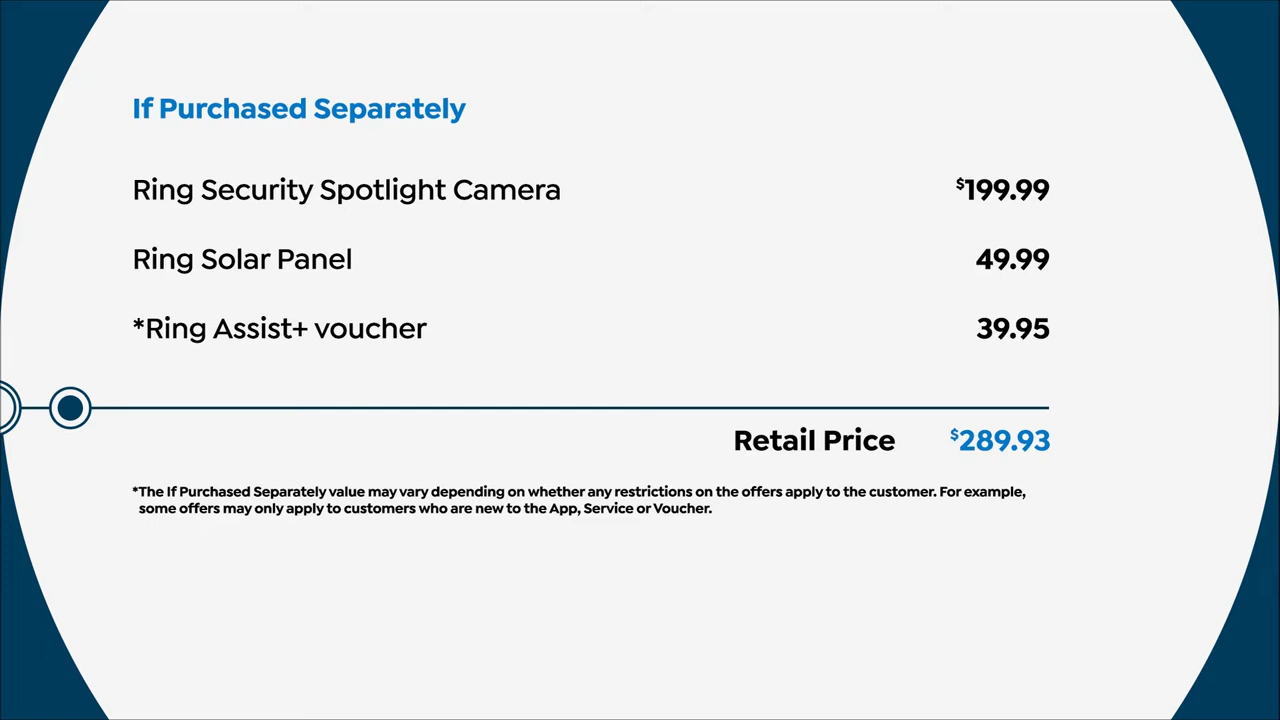 If Purchased Separately
Ring Security Spotlight Camera $199.99
Ring Solar Panel 49.99
*Ring Assist+ voucher 39.95
Retail Price $289.93
*The If Purchased Separately value may vary depending on whether any restrictions on the offers apply to the customer. For example,
some offers may only apply to customers who are new to the App, Service or Voucher.